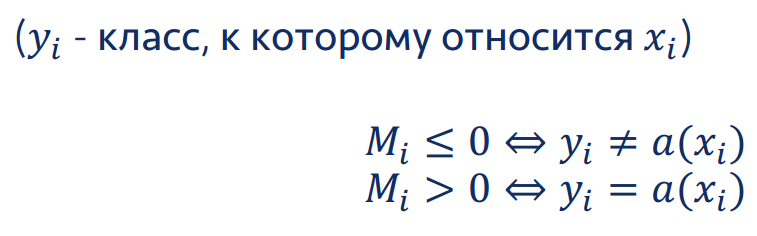 (yᵢ - класс, к которому относится xᵢ)
Mᵢ ≤ 0 ⇔ yᵢ ≠ a(xᵢ)
Mᵢ > 0 ⇔ yᵢ = a(xᵢ)